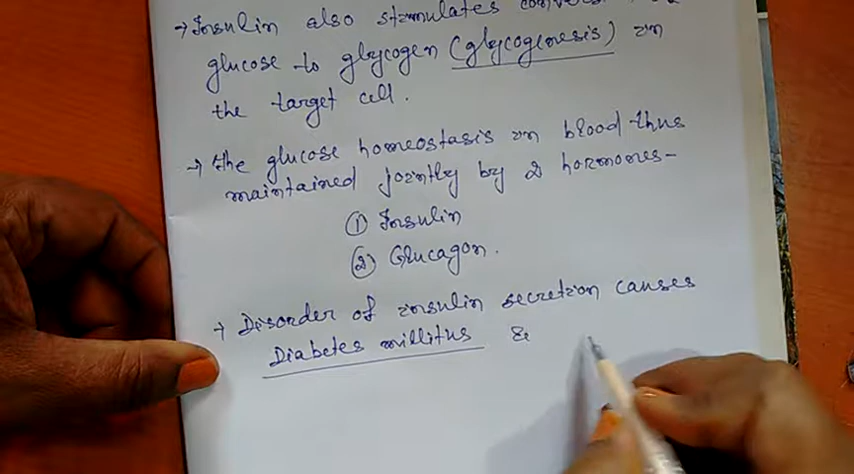 → Insulin also stimulates
glucose to glycogen (glycogenesis) in
the target cell.
→ the glucose homeostasis in blood thus
maintained jointly by 2 hormones-
① Insulin
② Glucagon.
→ Disorder of insulin secretion causes
Diabetes millitus &